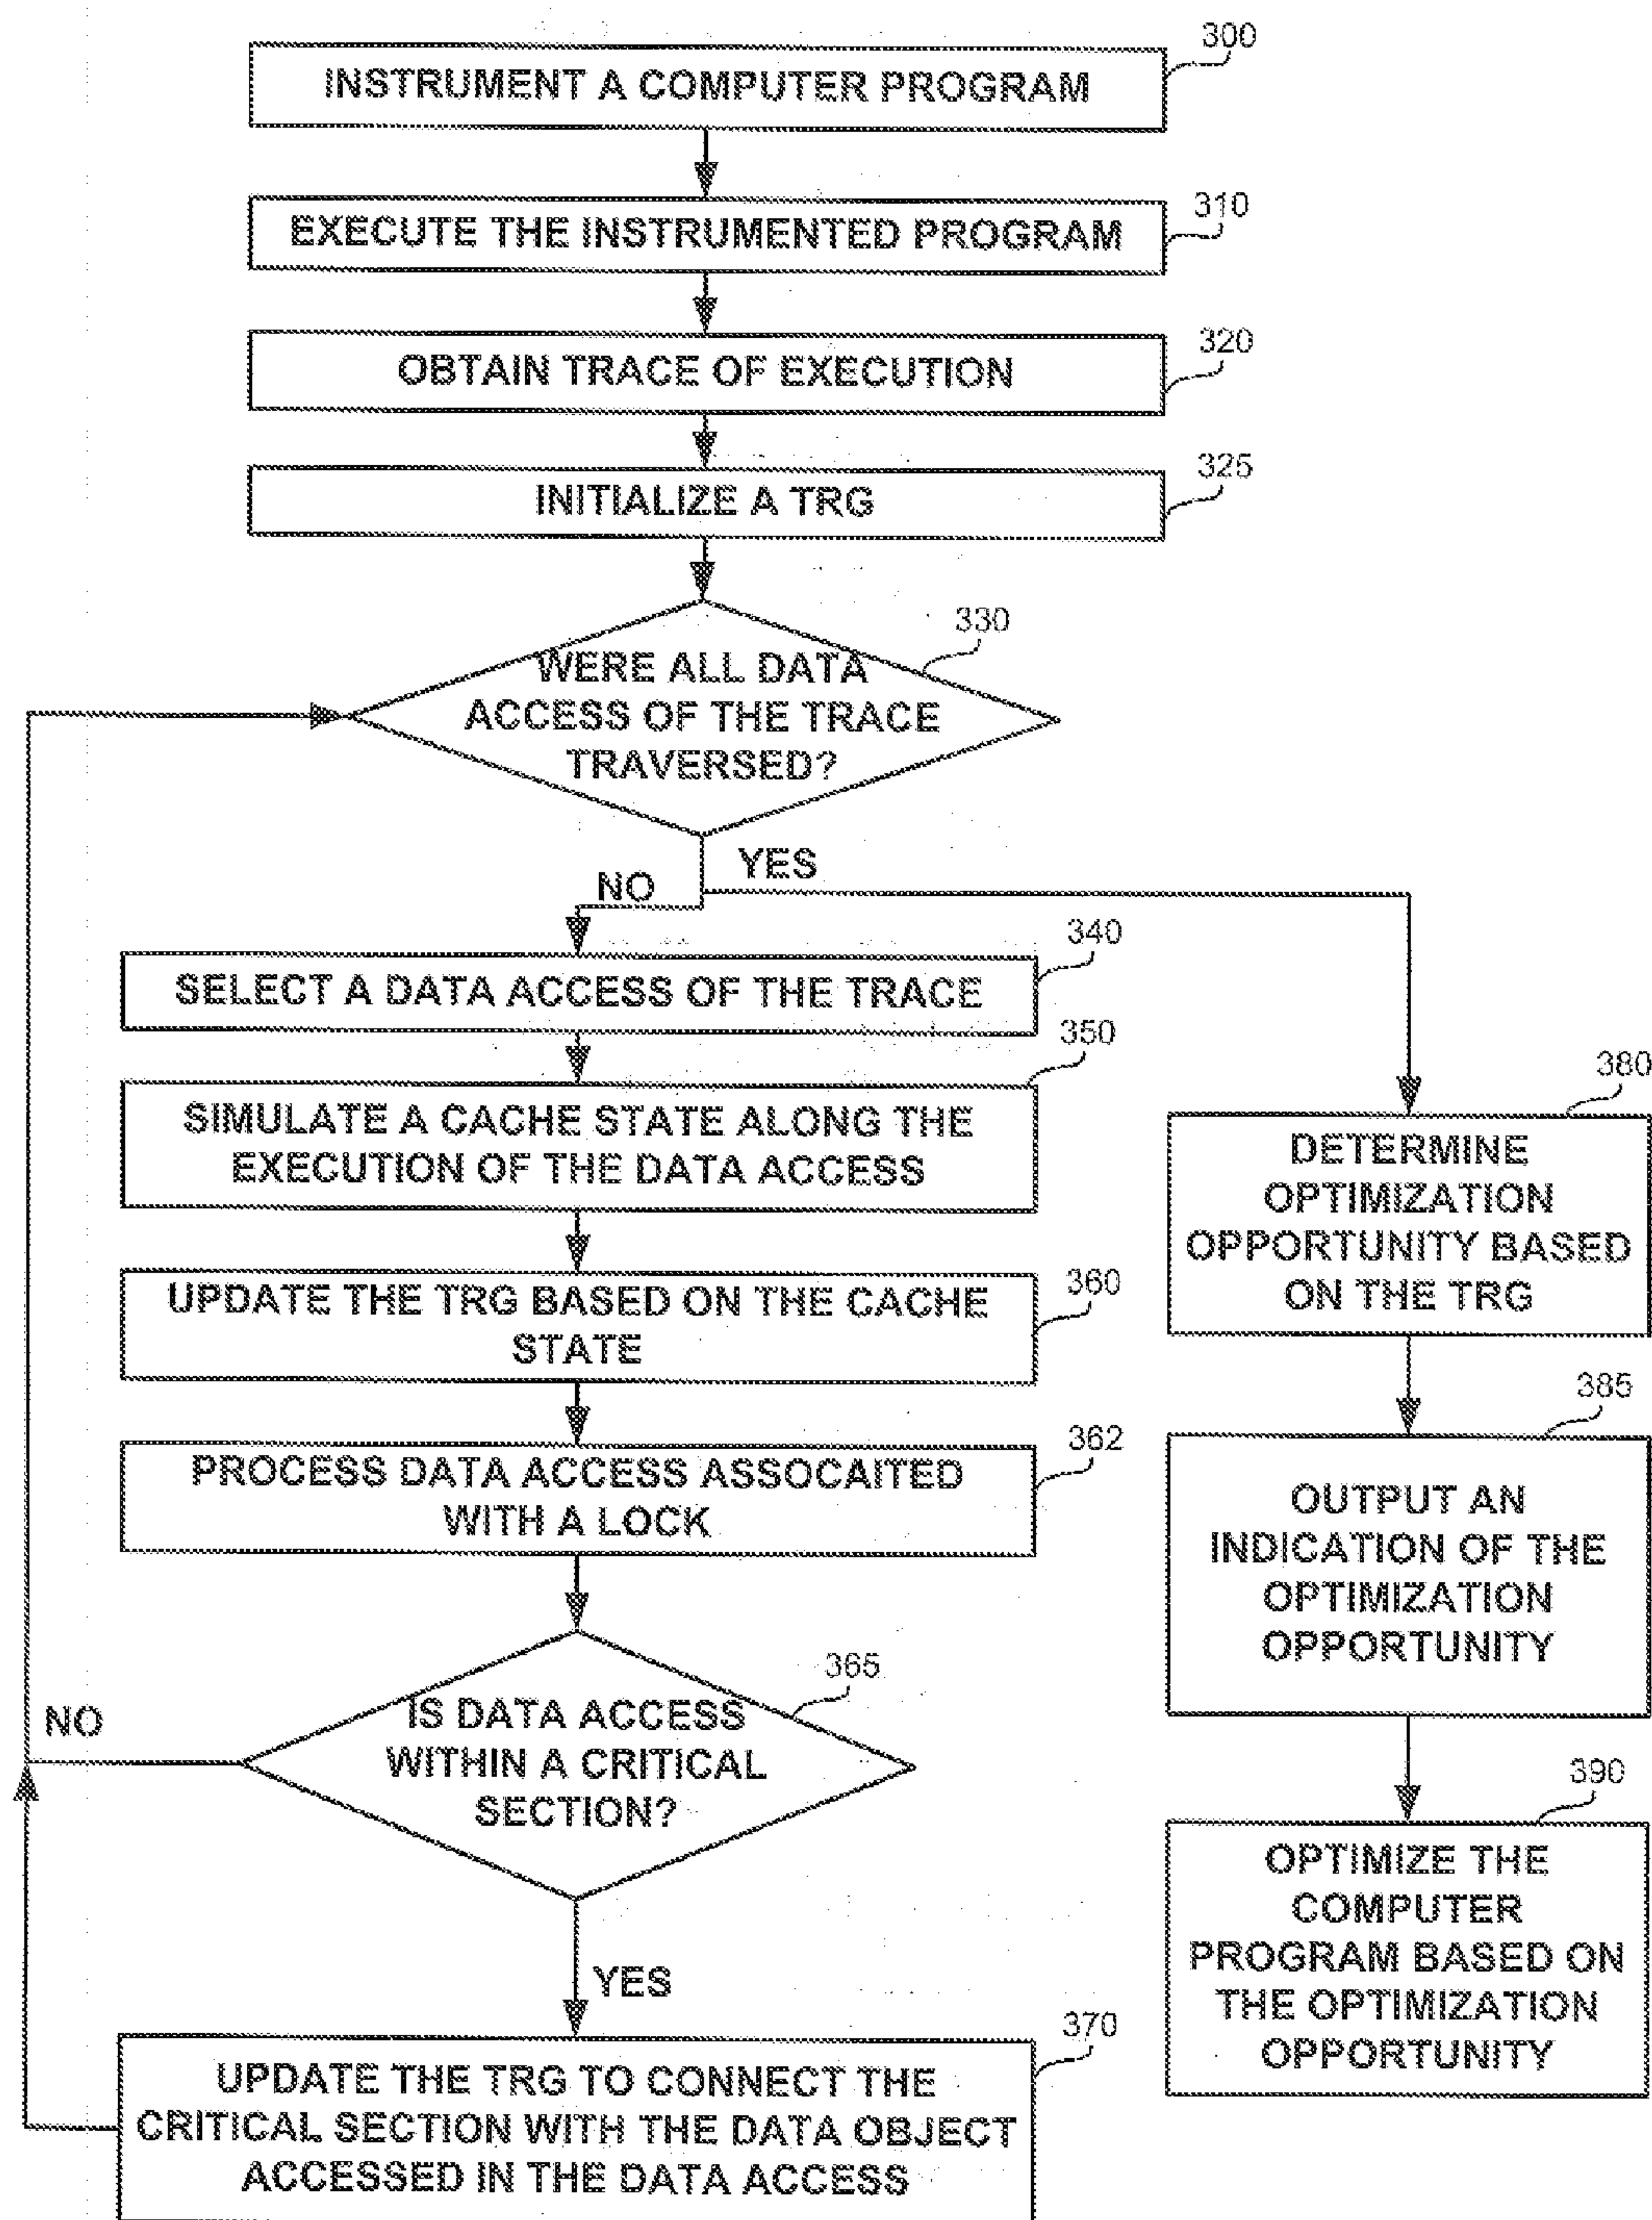 300
INSTRUMENT A COMPUTER PROGRAM
310
EXECUTE THE INSTRUMENTED PROGRAM
320
OBTAIN TRACE OF EXECUTION
325
INITIALIZE A TRG
330
WERE ALL DATA
ACCESS OF THE TRACE
TRAVERSED?
YES
NO
340
SELECT A DATA ACCESS OF THE TRACE
350
SIMULATE A CACHE STATE ALONG THE
EXECUTION OF THE DATA ACCESS
360
UPDATE THE TRG BASED ON THE CACHE
STATE
362
PROCESS DATA ACCESS ASSOCAITED
WITH A LOCK
365
IS DATA ACCESS
WITHIN A CRITICAL
SECTION?
NO
YES
370
UPDATE THE TRG TO CONNECT THE
CRITICAL SECTION WITH THE DATA OBJECT
ACCESSED IN THE DATA ACCESS
380
DETERMINE
OPTIMIZATION
OPPORTUNITY BASED
ON THE TRG
385
OUTPUT AN
INDICATION OF THE
OPTIMIZATION
OPPORTUNITY
390
OPTIMIZE THE
COMPUTER
PROGRAM BASED ON
THE OPTIMIZATION
OPPORTUNITY